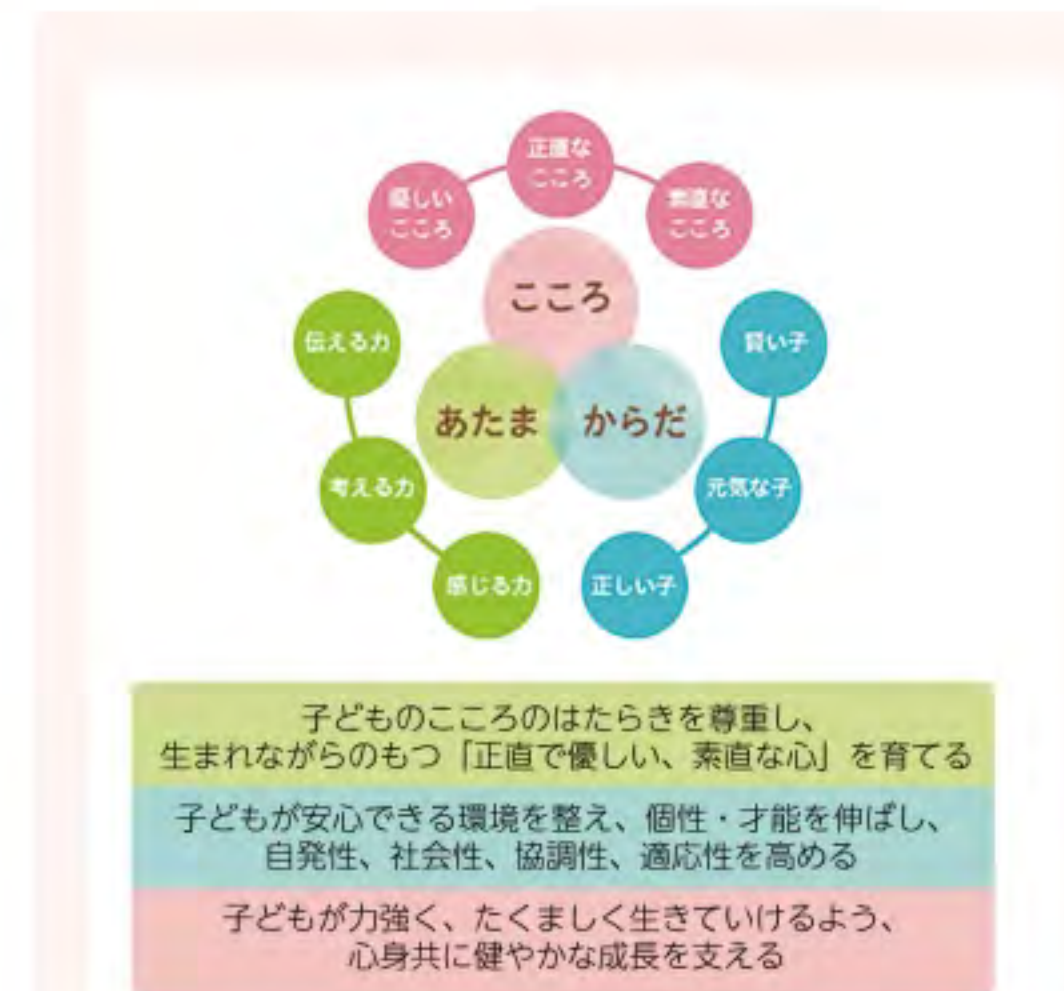 正直な
こころ
優しい
こころ
素直な
こころ
こころ
伝える力
賢い子
あたま
からだ
考える力
元気な子
感じる力
正しい子
子どものこころのはたらきを尊重し、
生まれながらのもつ「正直で優しい、素直な心」を育てる
子どもが安心できる環境を整え、個性・才能を伸ばし、
自発性、社会性、協調性、適応性を高める
子どもが力強く、たくましく生きていけるよう、
心身共に健やかな成長を支える